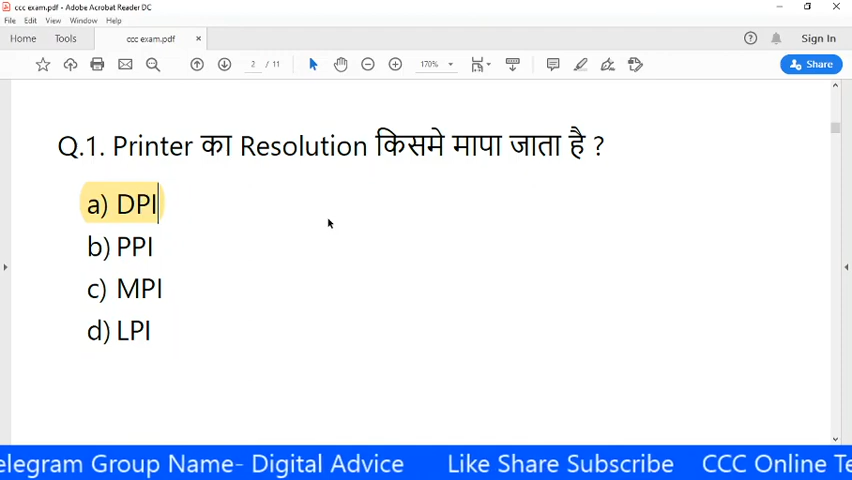 ccc exam.pdf - Adobe Acrobat Reader DC
File Edit View Window Help
Home Tools ccc exam.pdf × Sign In
2 / 11 170% Share
Q.1. Printer का Resolution किसमे मापा जाता है ?
a) DPI
b) PPI
c) MPI
d) LPI
elegram Group Name- Digital Advice Like Share Subscribe CCC Online Te